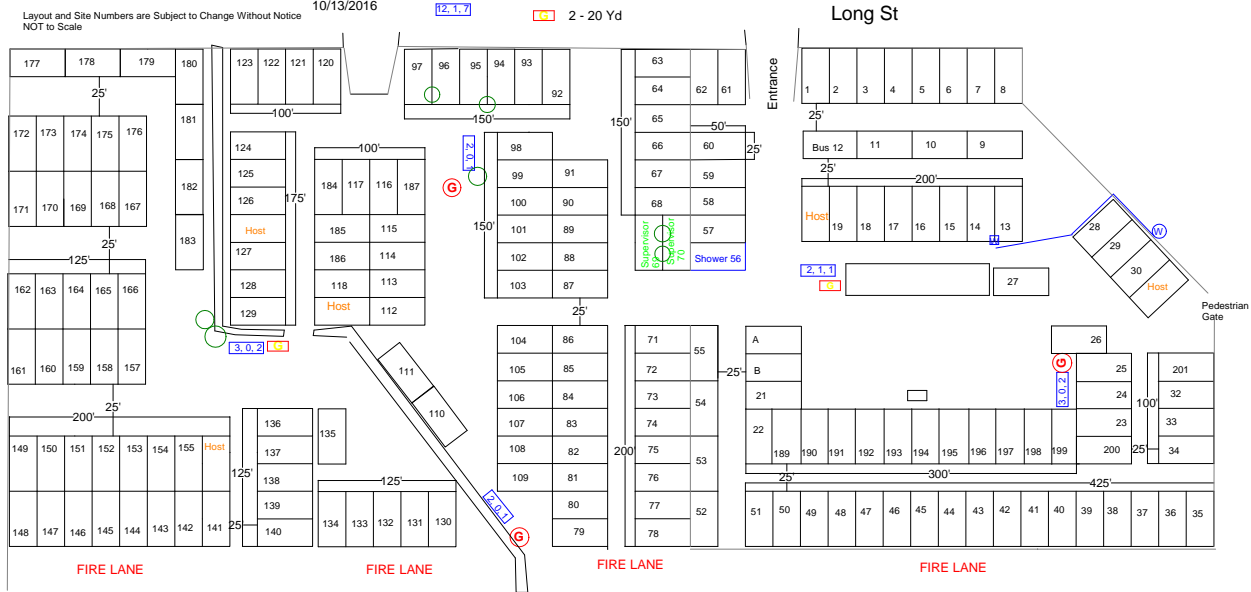 Layout and Site Numbers are Subject to Change Without Notice
NOT to Scale
10/13/2016
12, 1, 7
G
2 - 20 Yd
Long St
Entrance
177 178 179 180
123 122 121 120
97 96 95 94 93 92
63
64 62 61
1 2 3 4 5 6 7 8
25'
100'
150'
150'
65
50'
25'
172 173 174 175 176
181
124
125
126
Host
127
128
129
175'
100'
184 117 116 187
185 115
186 114
118 113
Host 112
2, 0, 1
G
98
99 91
100 90
101 89
102 88
103 87
150'
66 60
25'
67 59
68 58
57
Supervisor
69
Supervisor
70
Shower 56
Bus 12 11 10 9
25'
200'
Host 19 18 17 16 15 14 13
W
28
29
30
Host
W
Pedestrian
Gate
171 170 169 168 167
182
183
25'
125'
162 163 164 165 166
161 160 159 158 157
3, 0, 2 G
2, 1, 1
G
27
25'
104 86
105 85
106 84
107 83
108 82
109 81
80
79
71 55
72
73 54
74
75 53
76
77 52
78
200'
25'
A
B
21
22
189 190 191 192 193 194 195 196 197 198 199
300'
26
G
3, 0, 2
25
24
23
200
100'
25'
201
32
33
34
111
110
25'
200'
149 150 151 152 153 154 155 Host
148 147 146 145 144 143 142 141
125'
25'
136
137
138
139
140
135
125'
134 133 132 131 130
2, 0, 1
G
25'
425'
51 50 49 48 47 46 45 44 43 42 41 40 39 38 37 36 35
FIRE LANE
FIRE LANE
FIRE LANE
FIRE LANE